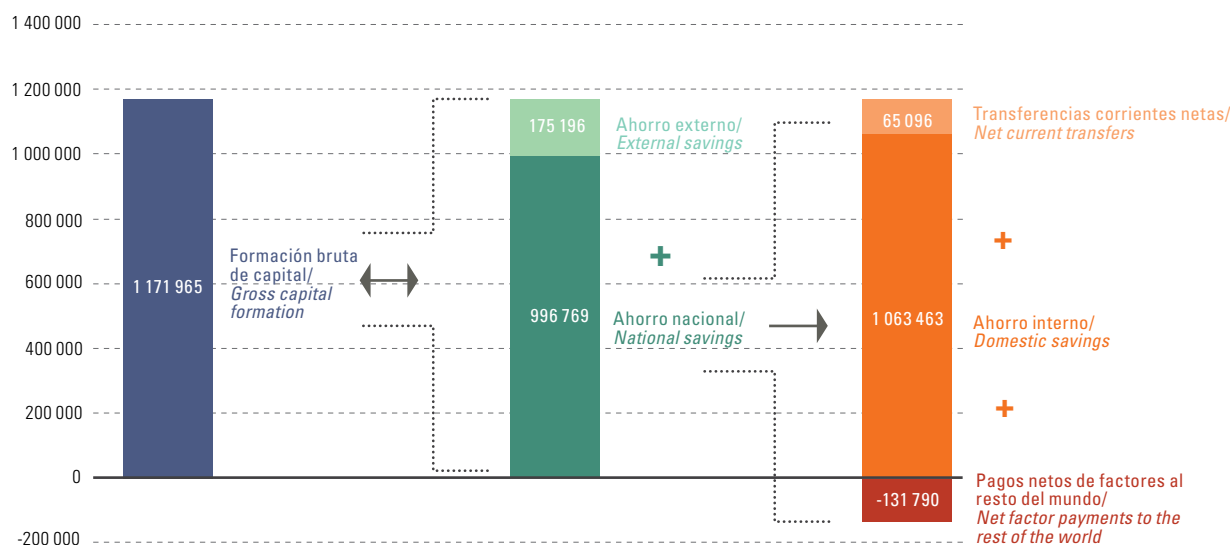 1 400 000
1 200 000
1 000 000
800 000
600 000
400 000
200 000
0
-200 000
1 171 965
Formación bruta
de capital/
Gross capital
formation
175 196
Ahorro externo/
External savings
+
996 769
Ahorro nacional/
National savings
65 096
Transferencias corrientes netas/
Net current transfers
+
1 063 463
Ahorro interno/
Domestic savings
+
-131 790
Pagos netos de factores al
resto del mundo/
Net factor payments to the
rest of the world